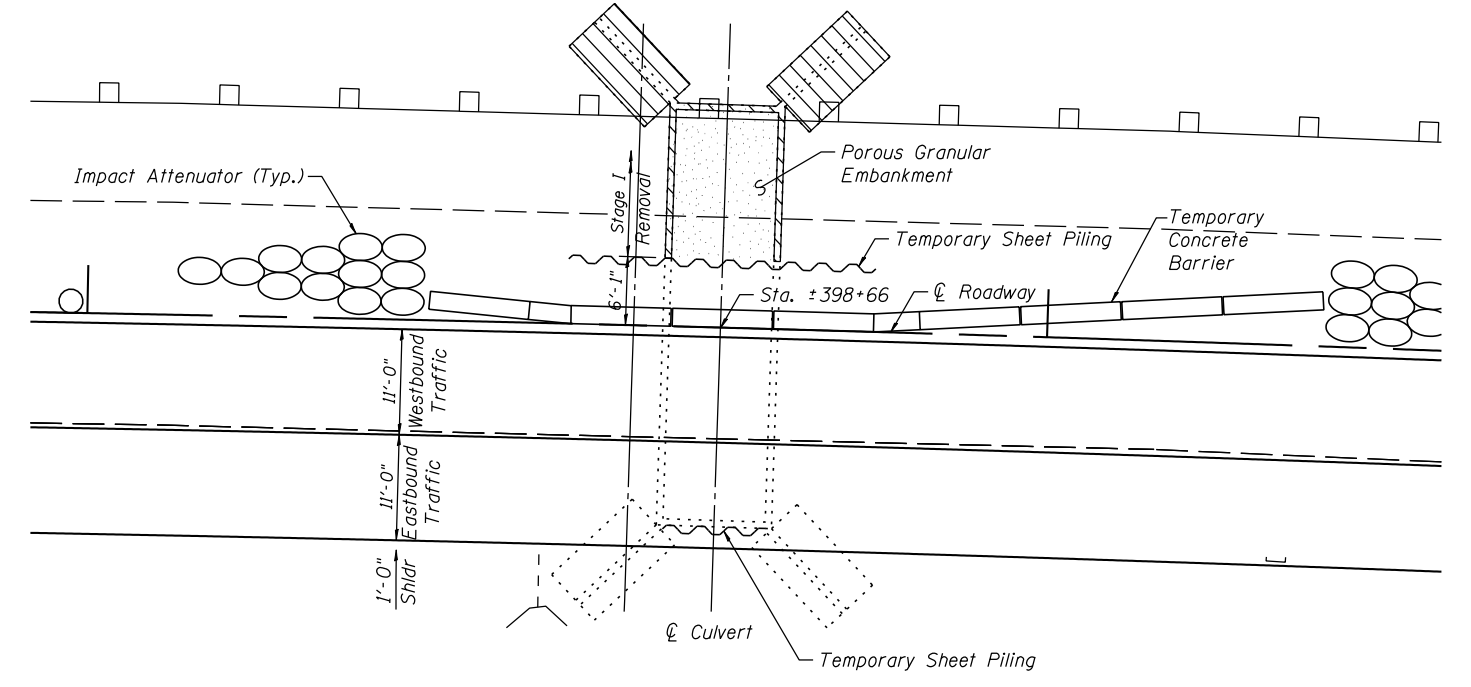 Impact Attenuator (Typ.)
Stage I
Removal
6'-1"
Porous Granular
Embankment
Temporary Sheet Piling
Temporary
Concrete
Barrier
Sta. ±398+66
℄ Roadway
11'-0"
Westbound
Traffic
11'-0"
Eastbound
Traffic
1'-0"
Shldr
℄ Culvert
Temporary Sheet Piling